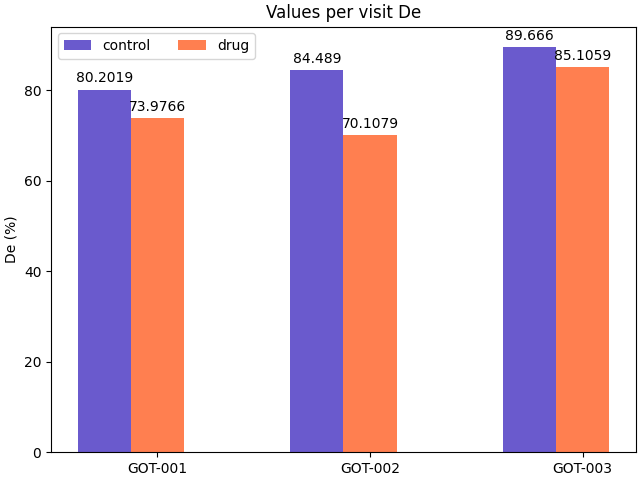 Values per visit De
control
drug
80.2019
73.9766
84.489
70.1079
89.666
85.1059
De (%)
80
60
40
20
0
GOT-001
GOT-002
GOT-003